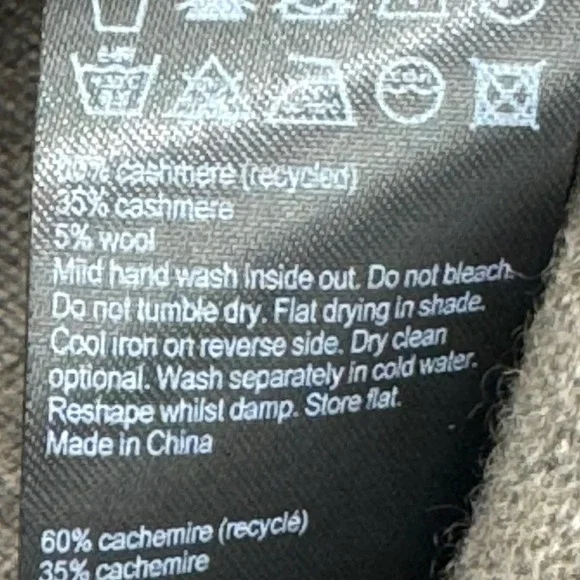 60% cashmere (recycled)
35% cashmere
5% wool
Mild hand wash inside out. Do not bleach.
Do not tumble dry. Flat drying in shade.
Cool iron on reverse side. Dry clean
optional. Wash separately in cold water.
Reshape whilst damp. Store flat.
Made in China
60% cachemire (recyclé)
35% cachemire